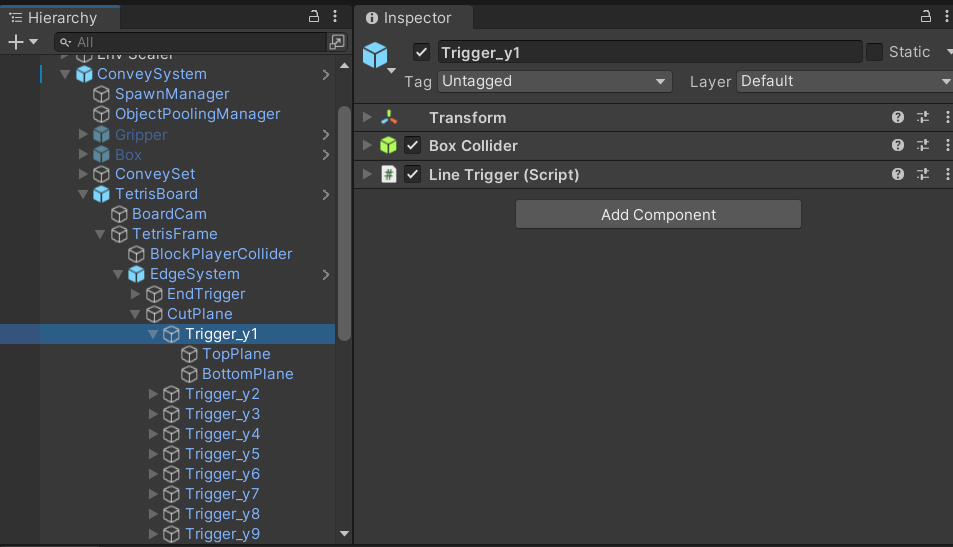 Hierarchy
All
Env Scaler
ConveySystem
SpawnManager
ObjectPoolingManager
Gripper
Box
ConveySet
TetrisBoard
BoardCam
TetrisFrame
BlockPlayerCollider
EdgeSystem
EndTrigger
CutPlane
Trigger_y1
TopPlane
BottomPlane
Trigger_y2
Trigger_y3
Trigger_y4
Trigger_y5
Trigger_y6
Trigger_y7
Trigger_y8
Trigger_y9
Inspector
Trigger_y1 Static
Tag Untagged Layer Default
Transform
Box Collider
# Line Trigger (Script)
Add Component